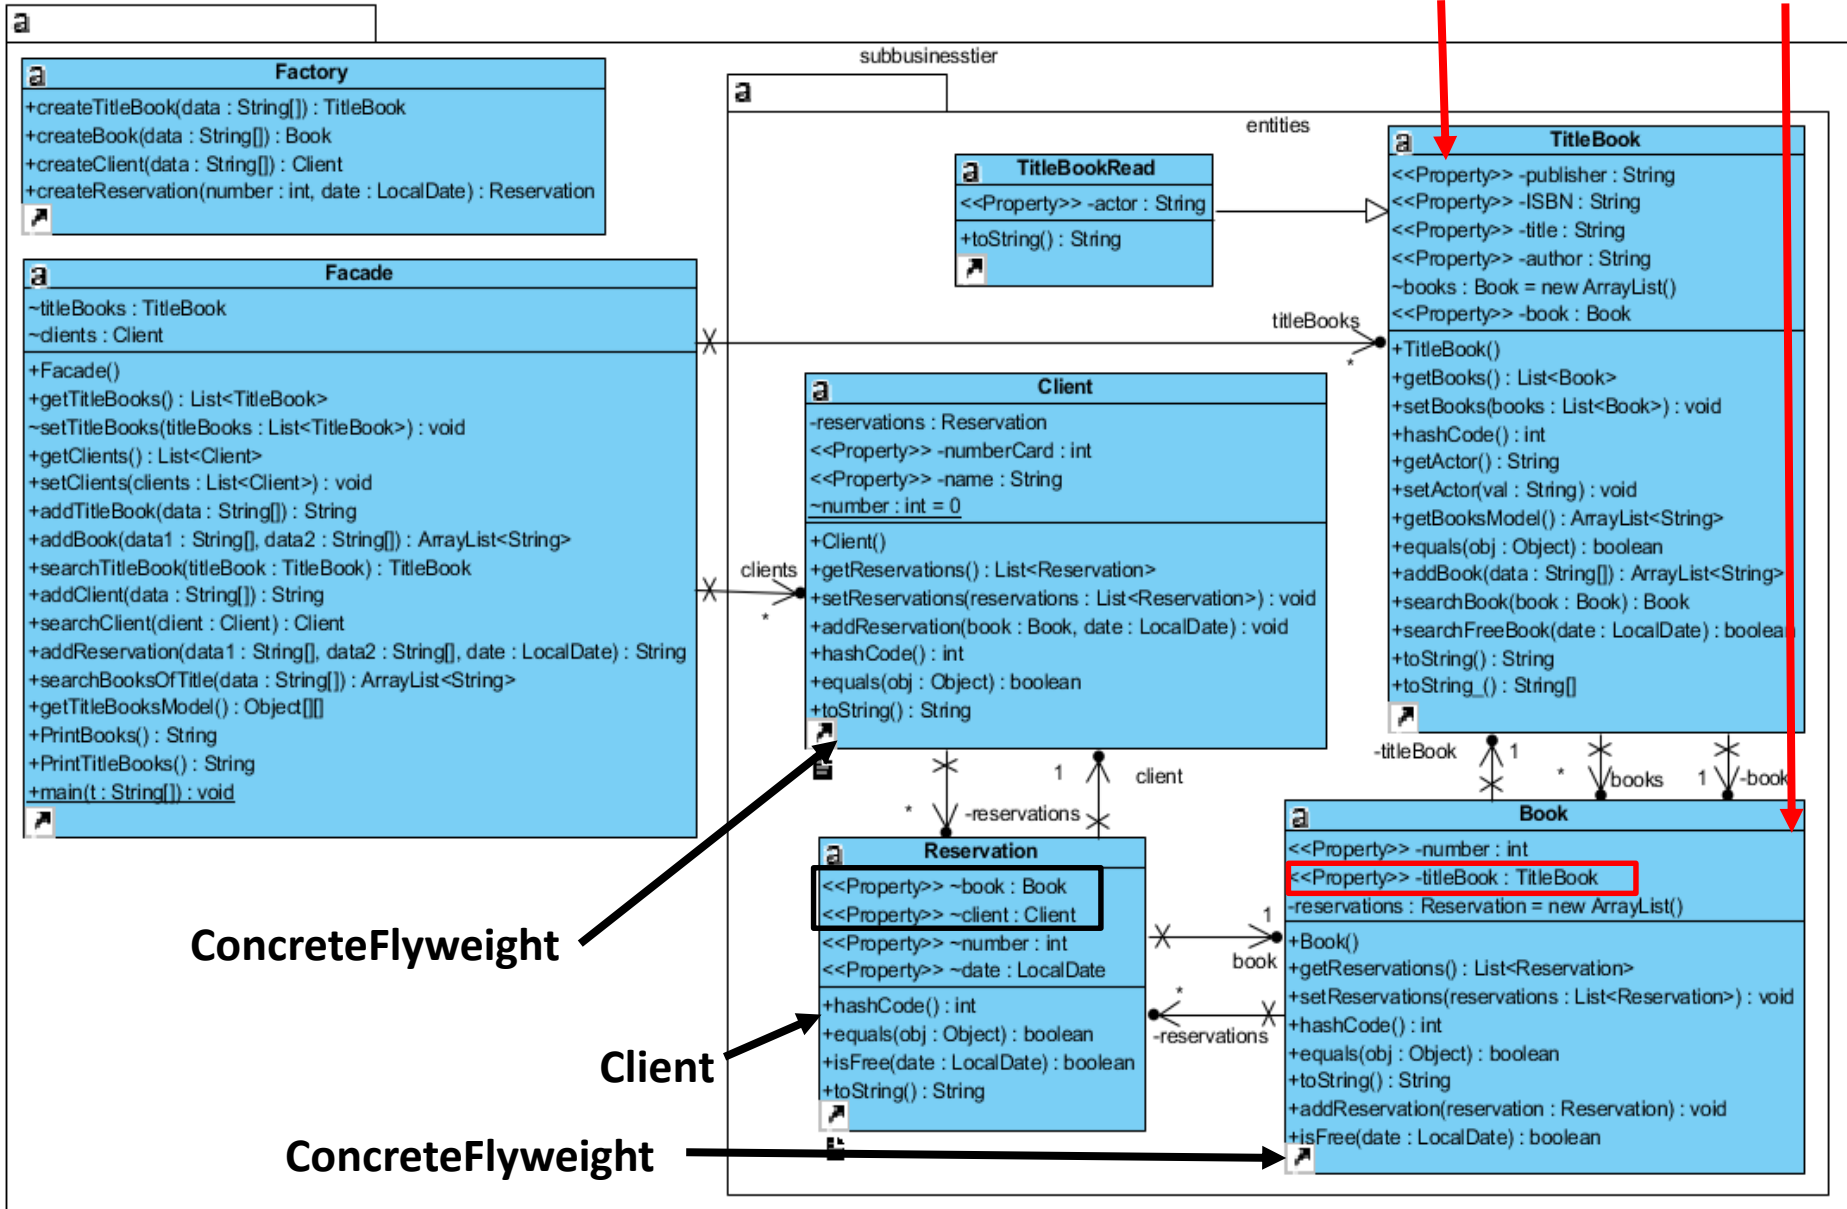 a
subbusinesstier
a
Factory
+createTitleBook(data : String[]) : TitleBook
+createBook(data : String[]) : Book
+createClient(data : String[]) : Client
+createReservation(number : int, date : LocalDate) : Reservation
a
entities
a
TitleBookRead
<<Property>> -actor : String
+toString() : String
a
TitleBook
<<Property>> -publisher : String
<<Property>> -ISBN : String
<<Property>> -title : String
<<Property>> -author : String
~books : Book = new ArrayList()
<<Property>> -book : Book
+TitleBook()
+getBooks() : List<Book>
+setBooks(books : List<Book>) : void
+hashCode() : int
+getActor() : String
+setActor(val : String) : void
+getBooksModel() : ArrayList<String>
+equals(obj : Object) : boolean
+addBook(data : String[]) : ArrayList<String>
+searchBook(book : Book) : Book
+searchFreeBook(date : LocalDate) : boolean
+toString() : String
+toString_() : String[]
a
Facade
~titleBooks : TitleBook
~clients : Client
+Facade()
+getTitleBooks() : List<TitleBook>
~setTitleBooks(titleBooks : List<TitleBook>) : void
+getClients() : List<Client>
+setClients(clients : List<Client>) : void
+addTitleBook(data : String[]) : String
+addBook(data1 : String[], data2 : String[]) : ArrayList<String>
+searchTitleBook(titleBook : TitleBook) : TitleBook
+addClient(data : String[]) : String
+searchClient(client : Client) : Client
+addReservation(data1 : String[], data2 : String[], date : LocalDate) : String
+searchBooksOfTitle(data : String[]) : ArrayList<String>
+getTitleBooksModel() : Object[][]
+PrintBooks() : String
+PrintTitleBooks() : String
+main(t : String[]) : void
titleBooks
*
clients
*
a
Client
-reservations : Reservation
<<Property>> -numberCard : int
<<Property>> -name : String
~number : int = 0
+Client()
+getReservations() : List<Reservation>
+setReservations(reservations : List<Reservation>) : void
+addReservation(book : Book, date : LocalDate) : void
+hashCode() : int
+equals(obj : Object) : boolean
+toString() : String
-titleBook
1
*
books
1
-book
1
client
*
-reservations
a
Reservation
<<Property>> ~book : Book
<<Property>> ~client : Client
<<Property>> ~number : int
<<Property>> ~date : LocalDate
+hashCode() : int
+equals(obj : Object) : boolean
+isFree(date : LocalDate) : boolean
+toString() : String
1
book
*
-reservations
a
Book
<<Property>> -number : int
<<Property>> -titleBook : TitleBook
-reservations : Reservation = new ArrayList()
+Book()
+getReservations() : List<Reservation>
+setReservations(reservations : List<Reservation>) : void
+hashCode() : int
+equals(obj : Object) : boolean
+toString() : String
+addReservation(reservation : Reservation) : void
+isFree(date : LocalDate) : boolean
ConcreteFlyweight
Client
ConcreteFlyweight